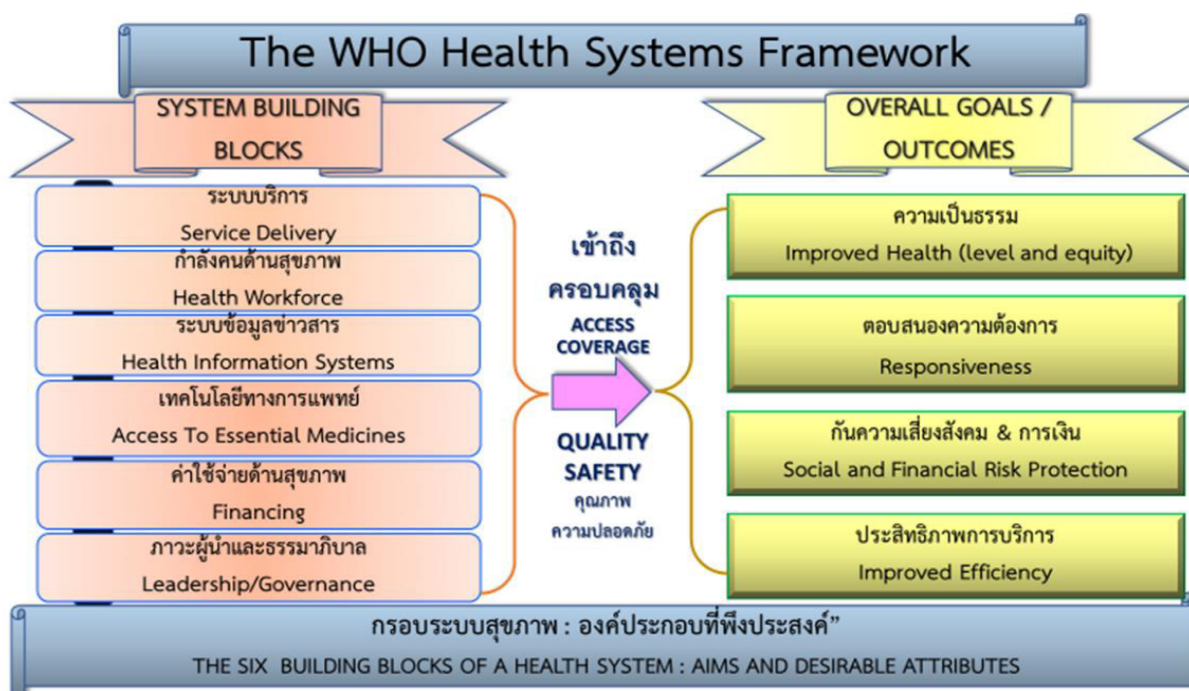 The WHO Health Systems Framework
SYSTEM BUILDING
BLOCKS
ระบบบริการ
Service Delivery
กำลังคนด้านสุขภาพ
Health Workforce
ระบบข้อมูลข่าวสาร
Health Information Systems
เทคโนโลยีทางการแพทย์
Access To Essential Medicines
ค่าใช้จ่ายด้านสุขภาพ
Financing
ภาวะผู้นำและธรรมาภิบาล
Leadership/Governance
เข้าถึง
ครอบคลุม
ACCESS
COVERAGE
QUALITY
SAFETY
คุณภาพ
ความปลอดภัย
OVERALL GOALS /
OUTCOMES
ความเป็นธรรม
Improved Health (level and equity)
ตอบสนองความต้องการ
Responsiveness
กันความเสี่ยงสังคม & การเงิน
Social and Financial Risk Protection
ประสิทธิภาพการบริการ
Improved Efficiency
กรอบระบบสุขภาพ : องค์ประกอบที่พึงประสงค์”
THE SIX BUILDING BLOCKS OF A HEALTH SYSTEM : AIMS AND DESIRABLE ATTRIBUTES